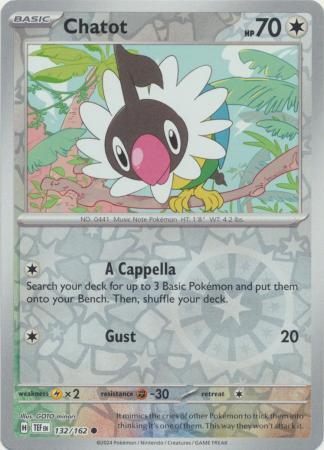 BASIC
Chatot
HP 70
NO. 0441 Music Note Pokémon HT: 1'8" WT: 4.2 lbs.
A Cappella
Search your deck for up to 3 Basic Pokémon and put them
onto your Bench. Then, shuffle your deck.
Gust 20
weakness ×2 resistance -30 retreat
Illus. GOTO minori
H TEF EN 132/162
It mimics the cries of other Pokémon to trick them into
thinking it's one of them. This way they won't attack it.
©2024 Pokémon / Nintendo / Creatures / GAME FREAK